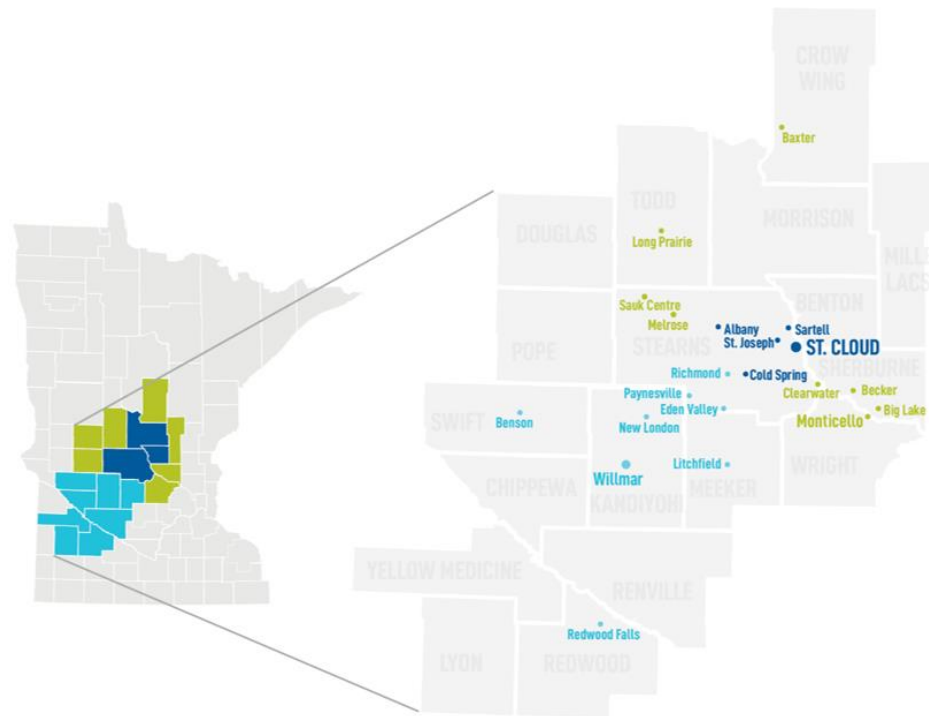 CROW
WING
Baxter
TODD
DOUGLAS
MORRISON
Long Prairie
MILLE
LACS
BENTON
Sauk Centre
Melrose
Albany
Sartell
STEARNS
St. Joseph
ST. CLOUD
POPE
SHERBURNE
Richmond
Cold Spring
Clearwater
Becker
Paynesville
Eden Valley
Big Lake
SWIFT
Benson
New London
Monticello
Willmar
Litchfield
WRIGHT
CHIPPEWA
KANDIYOHI
MEEKER
YELLOW MEDICINE
RENVILLE
Redwood Falls
LYON
REDWOOD